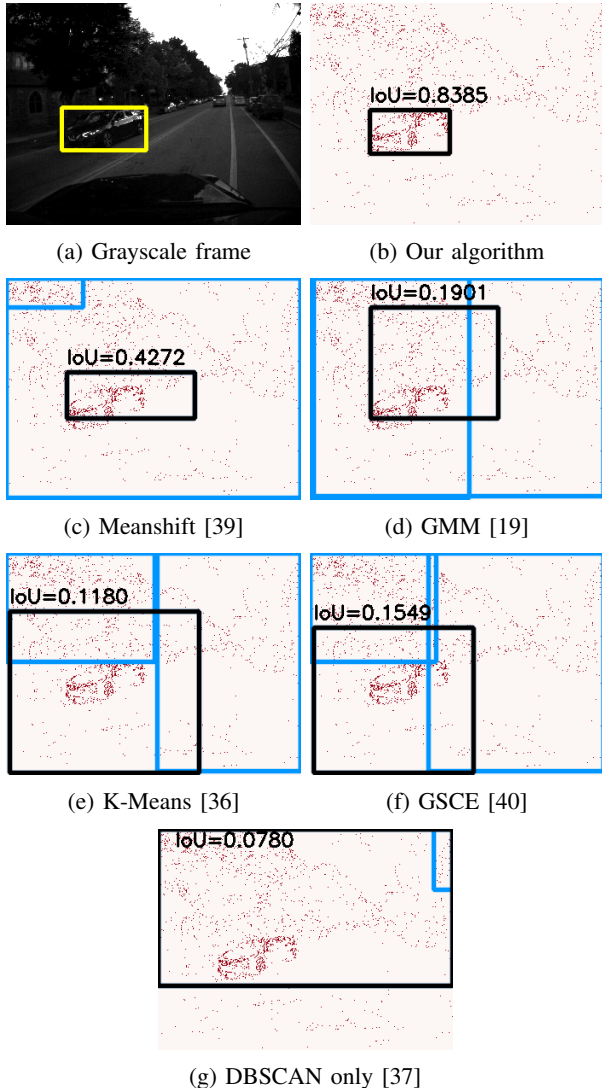 IoU=0.8385
(a) Grayscale frame
(b) Our algorithm
IoU=0.4272
IoU=0.1901
(c) Meanshift [39]
(d) GMM [19]
IoU=0.1180
IoU=0.1549
(e) K-Means [36]
(f) GSCE [40]
IoU=0.0780
(g) DBSCAN only [37]